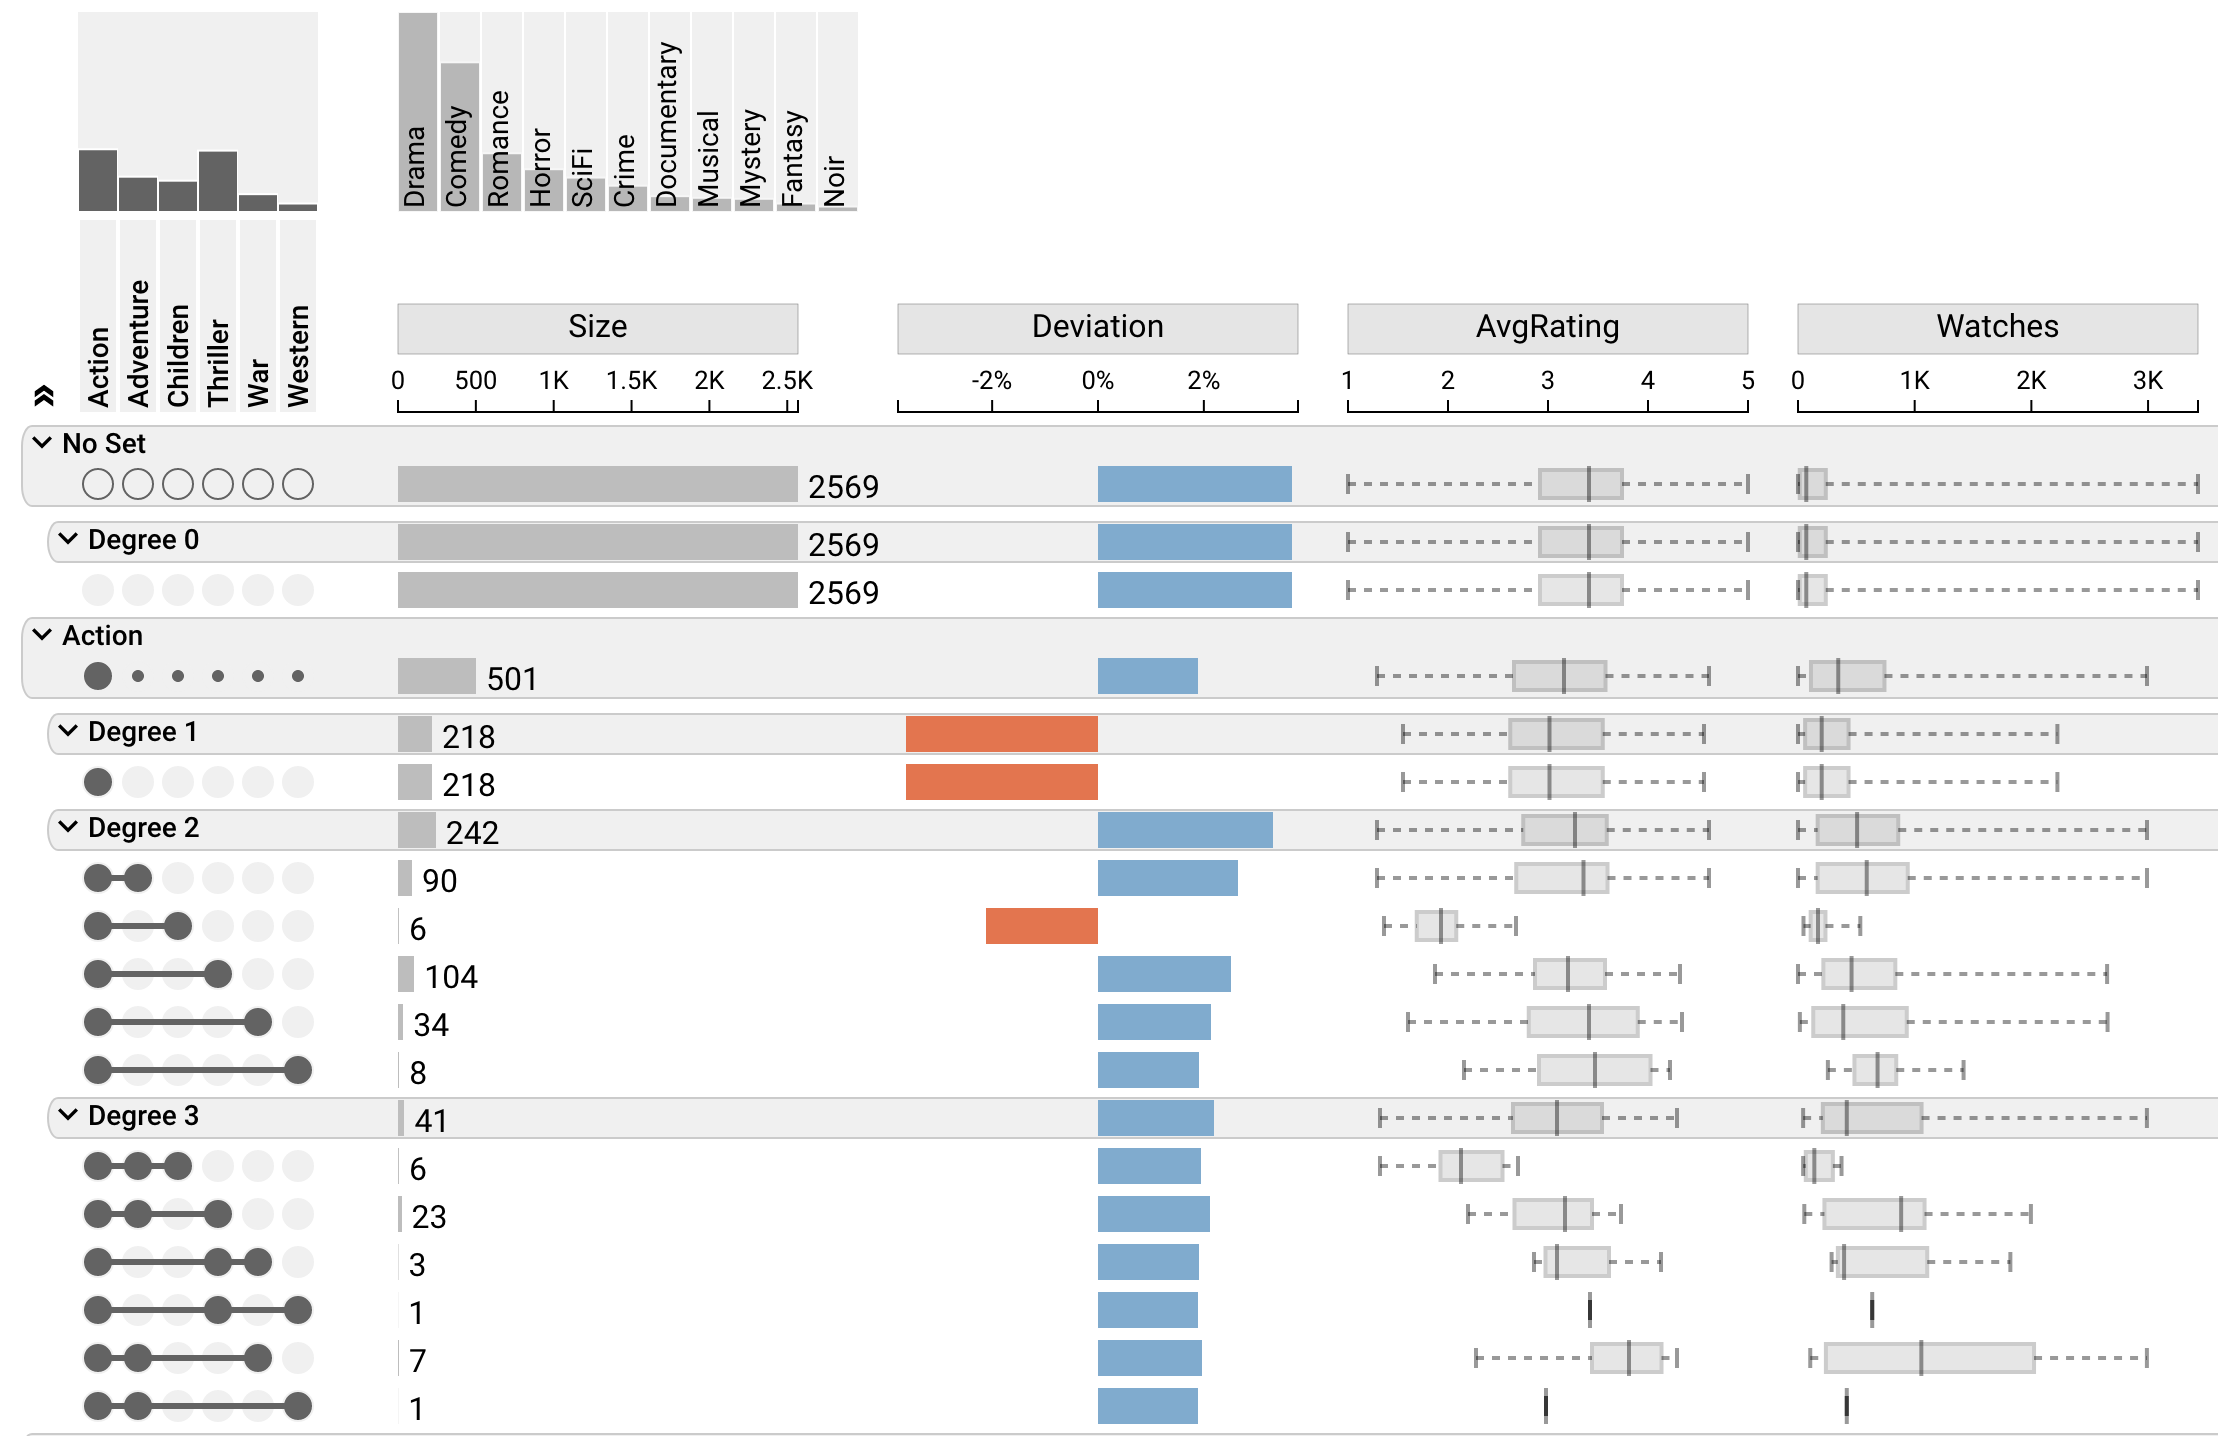 Drama
Comedy
Romance
Horror
SciFi
Crime
Documentary
Musical
Mystery
Fantasy
Noir
Action
Adventure
Children
Thriller
War
Western
Size
Deviation
AvgRating
Watches
0 500 1K 1.5K 2K 2.5K
-2% 0% 2%
1 2 3 4 5
0 1K 2K 3K
No Set
2569
Degree 0 2569
2569
Action
501
Degree 1 218
218
Degree 2 242
90
6
104
34
8
Degree 3 41
6
23
3
1
7
1